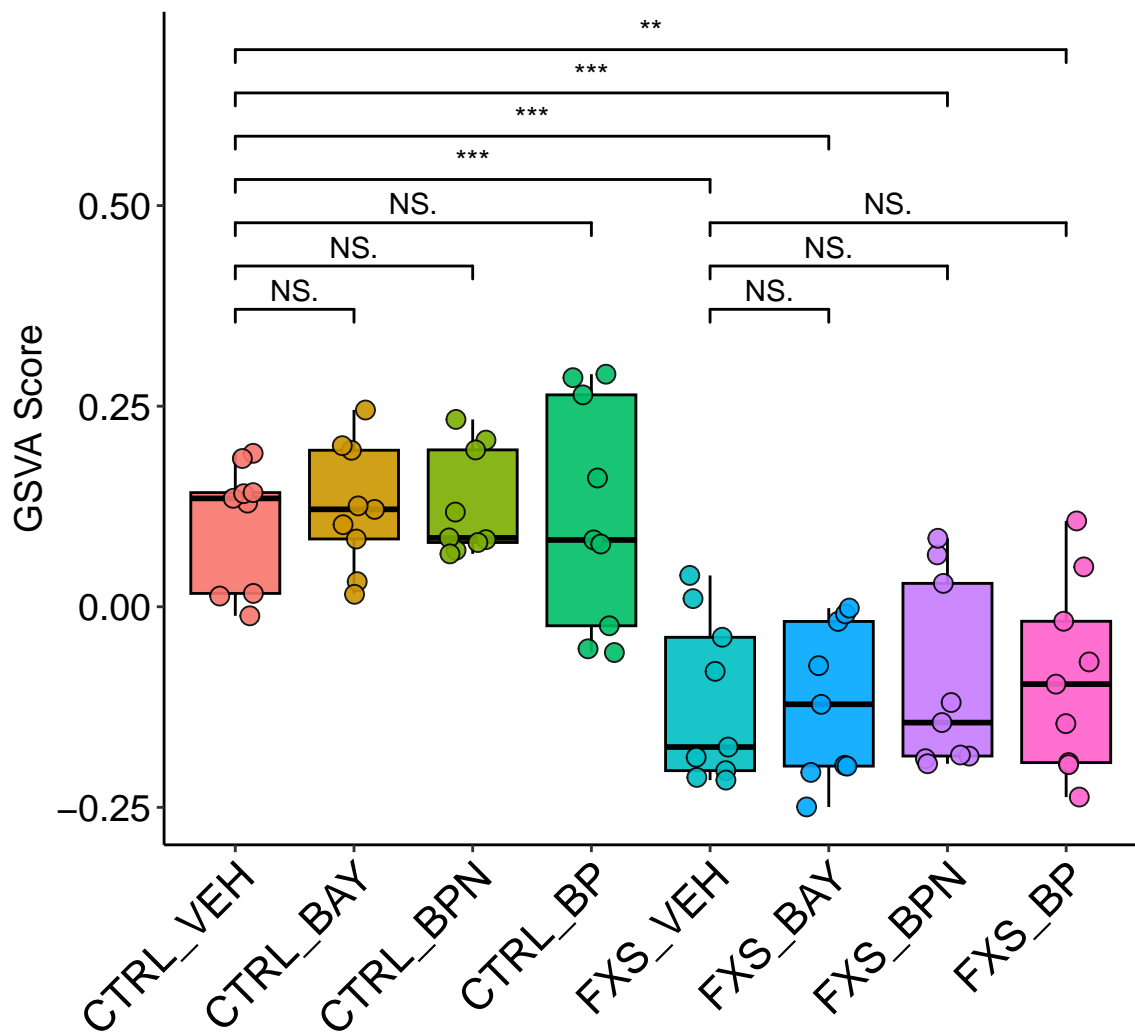 **
***
***
***
NS.
NS.
NS.
NS.
NS.
NS.
GSVA Score
0.50
0.25
0.00
−0.25
CTRL_VEH
CTRL_BAY
CTRL_BPN
CTRL_BP
FXS_VEH
FXS_BAY
FXS_BPN
FXS_BP